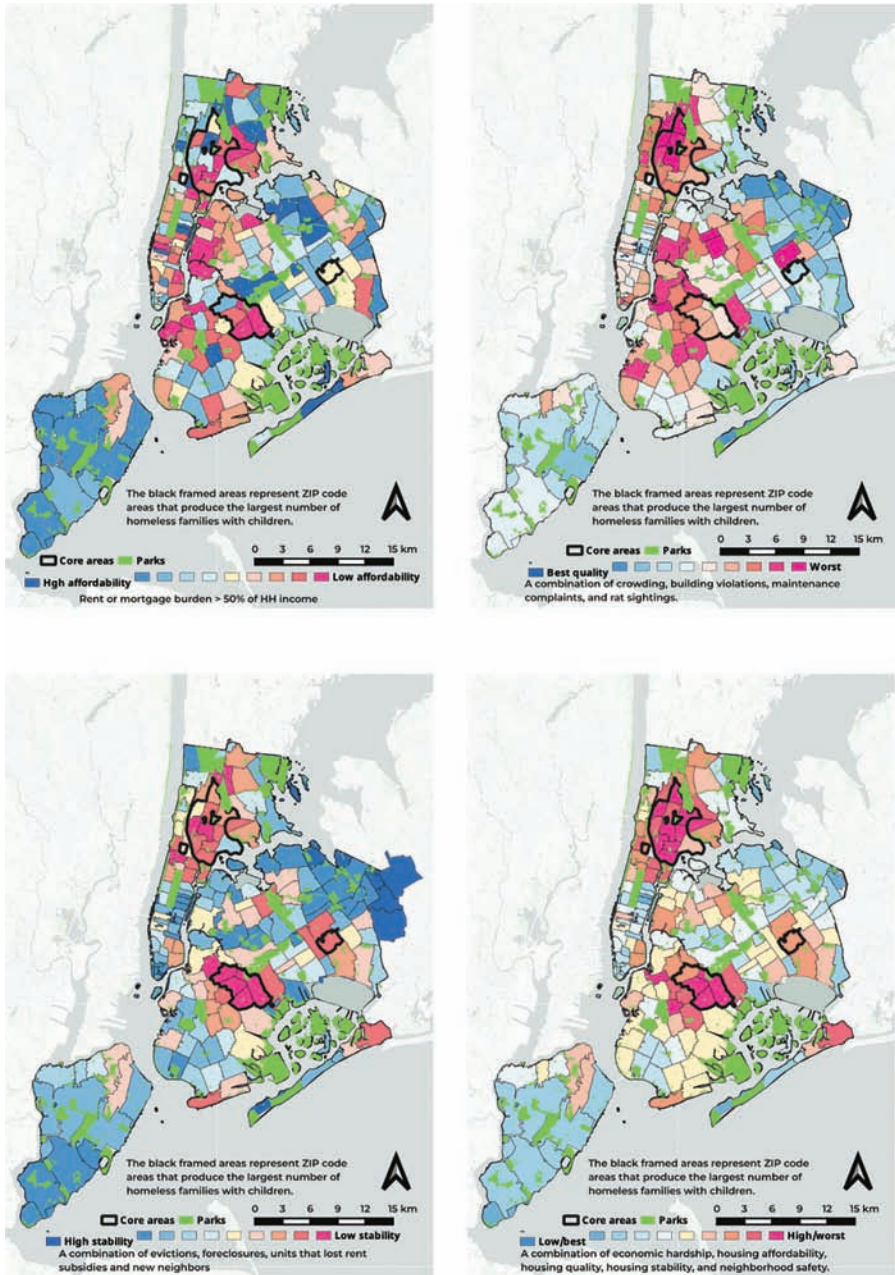 The black framed areas represent ZIP code
areas that produce the largest number of
homeless families with children.
0 3 6 9 12 15 km
Core areas Parks
Hgh affordability Low affordability
Rent or mortgage burden > 50% of HH income
The black framed areas represent ZIP code
areas that produce the largest number of
homeless families with children.
0 3 6 9 12 15 km
Core areas Parks
Best quality Worst
A combination of crowding, building violations, maintenance
complaints, and rat sightings.
The black framed areas represent ZIP code
areas that produce the largest number of
homeless families with children.
0 3 6 9 12 15 km
Core areas Parks
High stability Low stability
A combination of evictions, foreclosures, units that lost rent
subsidies and new neighbors
The black framed areas represent ZIP code
areas that produce the largest number of
homeless families with children.
0 3 6 9 12 15 km
Core areas Parks
Low/best High/worst
A combination of economic hardship, housing affordability,
housing quality, housing stability, and neighborhood safety.